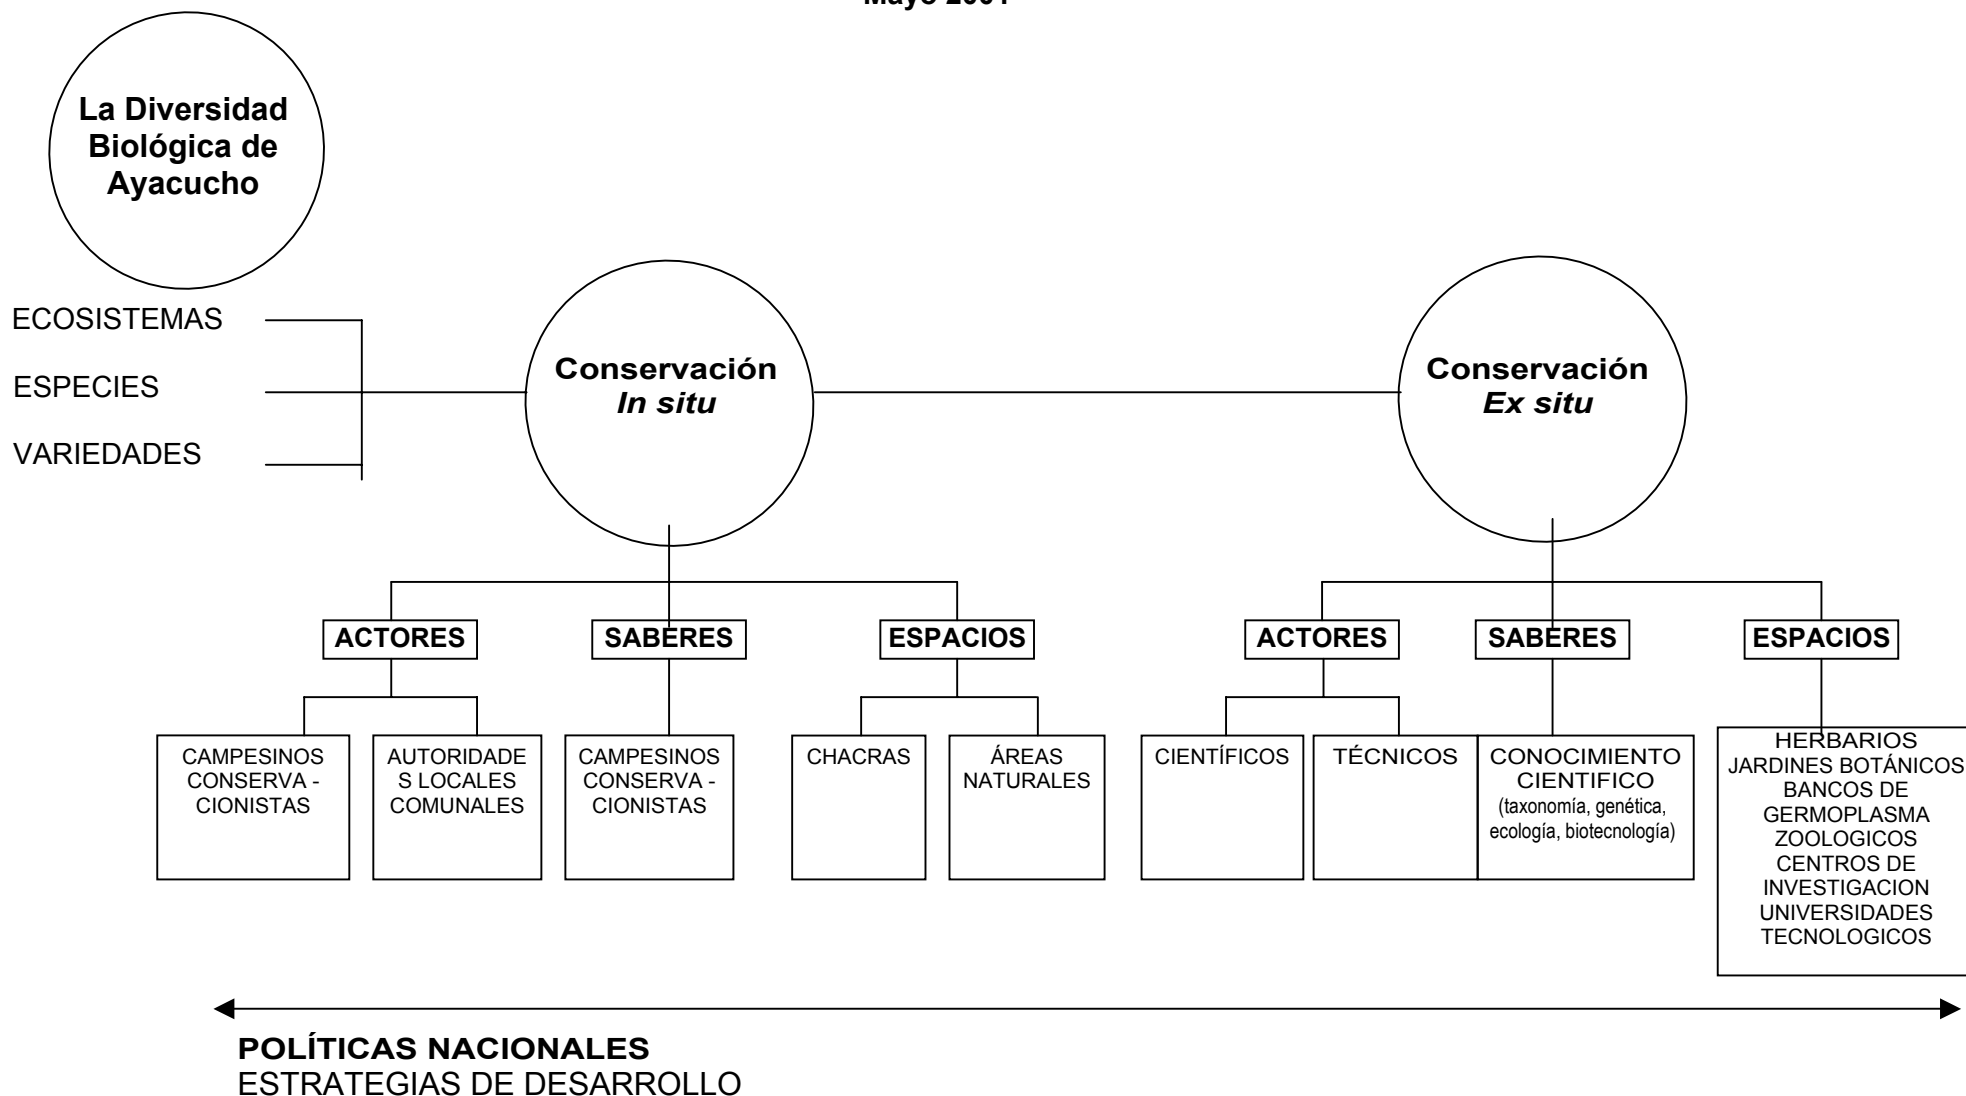 La Diversidad
Biológica de
Ayacucho
ECOSISTEMAS
ESPECIES
VARIEDADES
Conservación
In situ
Conservación
Ex situ
ACTORES
SABERES
ESPACIOS
ACTORES
SABERES
ESPACIOS
CAMPESINOS
CONSERVA -
CIONISTAS
AUTORIDADE
S LOCALES
COMUNALES
CAMPESINOS
CONSERVA -
CIONISTAS
CHACRAS
ÁREAS
NATURALES
CIENTÍFICOS
TÉCNICOS
CONOCIMIENTO
CIENTIFICO
(taxonomía, genética,
ecología, biotecnología)
HERBARIOS
JARDINES BOTÁNICOS
BANCOS DE
GERMOPLASMA
ZOOLOGICOS
CENTROS DE
INVESTIGACION
UNIVERSIDADES
TECNOLOGICOS
POLÍTICAS NACIONALES
ESTRATEGIAS DE DESARROLLO